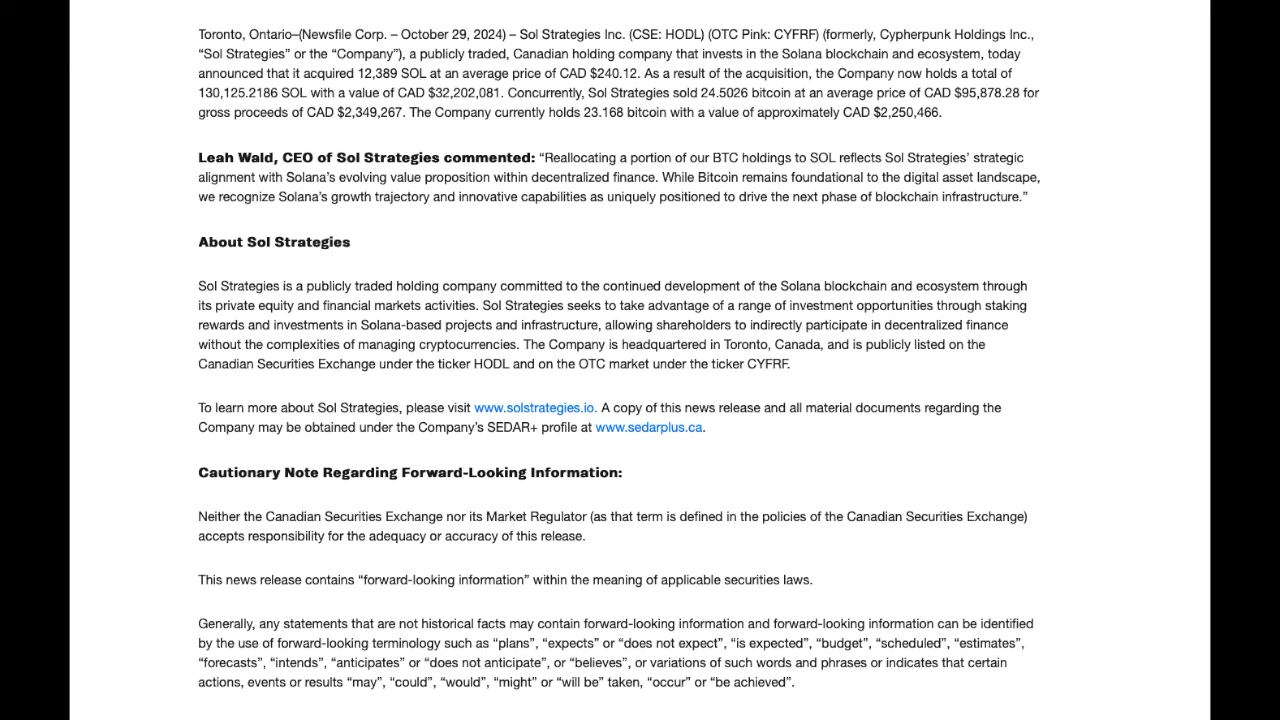 Toronto, Ontario–(Newsfile Corp. – October 29, 2024) – Sol Strategies Inc. (CSE: HODL) (OTC Pink: CYFRF) (formerly, Cypherpunk Holdings Inc.,
“Sol Strategies” or the “Company”), a publicly traded, Canadian holding company that invests in the Solana blockchain and ecosystem, today
announced that it acquired 12,389 SOL at an average price of CAD $240.12. As a result of the acquisition, the Company now holds a total of
130,125.2186 SOL with a value of CAD $32,202,081. Concurrently, Sol Strategies sold 24.5026 bitcoin at an average price of CAD $95,878.28 for
gross proceeds of CAD $2,349,267. The Company currently holds 23.168 bitcoin with a value of approximately CAD $2,250,466.
Leah Wald, CEO of Sol Strategies commented: “Reallocating a portion of our BTC holdings to SOL reflects Sol Strategies’ strategic
alignment with Solana’s evolving value proposition within decentralized finance. While Bitcoin remains foundational to the digital asset landscape,
we recognize Solana’s growth trajectory and innovative capabilities as uniquely positioned to drive the next phase of blockchain infrastructure.”
About Sol Strategies
Sol Strategies is a publicly traded holding company committed to the continued development of the Solana blockchain and ecosystem through
its private equity and financial markets activities. Sol Strategies seeks to take advantage of a range of investment opportunities through staking
rewards and investments in Solana-based projects and infrastructure, allowing shareholders to indirectly participate in decentralized finance
without the complexities of managing cryptocurrencies. The Company is headquartered in Toronto, Canada, and is publicly listed on the
Canadian Securities Exchange under the ticker HODL and on the OTC market under the ticker CYFRF.
To learn more about Sol Strategies, please visit www.solstrategies.io. A copy of this news release and all material documents regarding the
Company may be obtained under the Company’s SEDAR+ profile at www.sedarplus.ca.
Cautionary Note Regarding Forward-Looking Information:
Neither the Canadian Securities Exchange nor its Market Regulator (as that term is defined in the policies of the Canadian Securities Exchange)
accepts responsibility for the adequacy or accuracy of this release.
This news release contains “forward-looking information” within the meaning of applicable securities laws.
Generally, any statements that are not historical facts may contain forward-looking information and forward-looking information can be identified
by the use of forward-looking terminology such as “plans”, “expects” or “does not expect”, “is expected”, “budget”, “scheduled”, “estimates”,
“forecasts”, “intends”, “anticipates” or “does not anticipate”, or “believes”, or variations of such words and phrases or indicates that certain
actions, events or results “may”, “could”, “would”, “might” or “will be” taken, “occur” or “be achieved”.